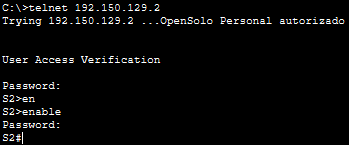 C:\>telnet 192.150.129.2
Trying 192.150.129.2 ...OpenSolo Personal autorizado
User Access Verification
Password:
S2>en
S2>enable
Password:
S2#